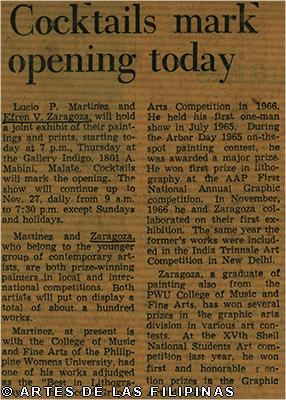 Cocktails mark
opening today
Lucio P. Martinez and
Efren V. Zaragoza, will hold
a joint exhibit of their paint-
ings and prints, starting to-
day at 7 p.m., Thursday at
the Gallery Indigo, 1801 A.
Mabini, Malate. Cocktails
will mark the opening. The
show will continue up to
Nov. 27, daily from 9 a.m.
to 7:30 p.m. except Sundays
and holidays.
Martinez and Zaragoza,
who belong to the younger
group of contemporary art-
ists, are both prize-winning
painters in local and inter-
national competitions. Both
artists will put on display a
total of about a hundred
works.
Martinez, at present is
with the College of Music
and Fine Arts of the Philip-
pine Womens University, had
one of his works adjudged
as the "Best in Lithogra-
Arts Competition in 1966.
He held his first one-man
show in July 1965. During
the Arbor Day 1965 on-the-
spot painting contest, he
was awarded a major prize.
He won first prize in litho-
graphy at the AAP First
National Annual Graphic
competition. In November,
1966 he and Zaragoza col-
laborated on their first ex-
hibition. The same year the
former's works were includ-
ed in the India Trinnale Art
Competition in New Delhi.
Zaragoza, a graduate of
painting also from the
PWU College of Music and
Fine Arts, has won several
prizes in the graphic arts
division in various art con-
tests. At the XVth Shell
National Students Art com-
petition last year, he won
first and honorable
tion prizes in the Graphic
© ARTES DE LAS FILIPINAS